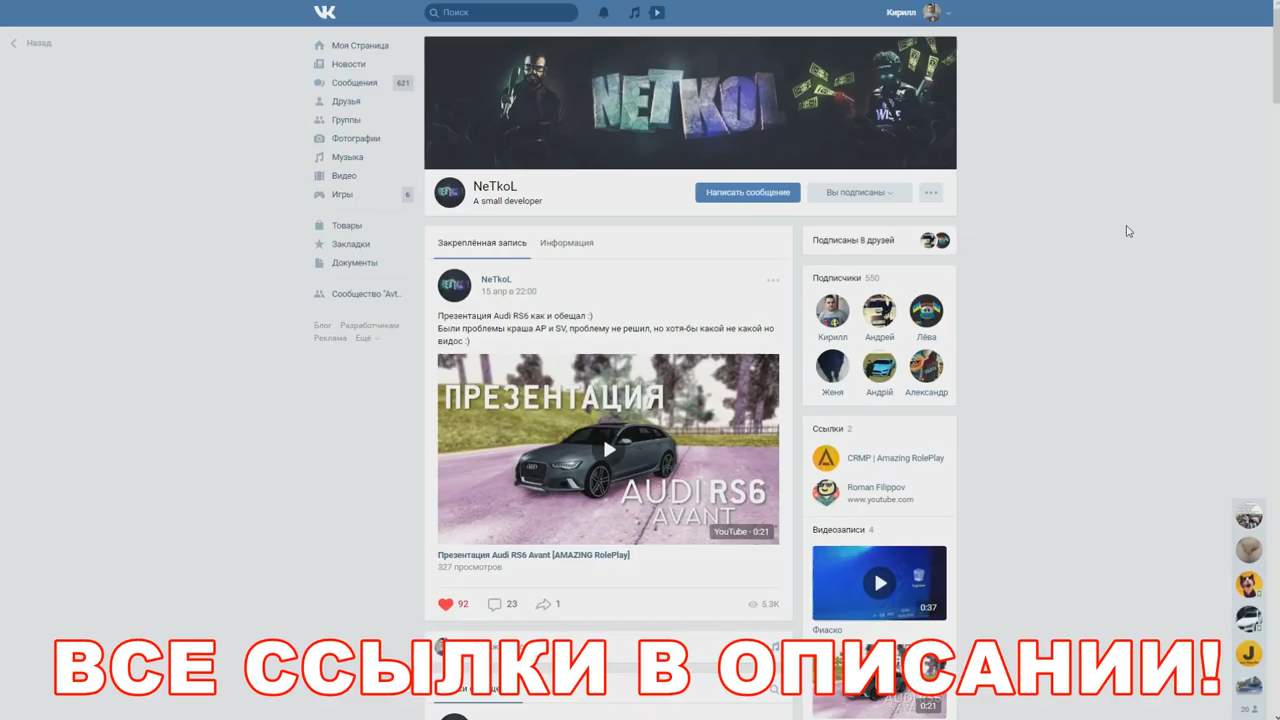 Поиск
Кирилл
Назад
Моя Страница
Новости
Сообщения 621
Друзья
Группы
Фотографии
Музыка
Видео
Игры 6
Товары
Закладки
Документы
Сообщество "Avt..
Блог Разработчикам
Реклама Ещё
NETKOL
NeTkoL
A small developer
Написать сообщение
Вы подписаны
Закреплённая запись Информация
NeTkoL
15 апр в 22:00
Презентация Audi RS6 как и обещал :)
Были проблемы краша AP и SV, проблему не решил, но хотя-бы какой не какой но
видос :)
ПРЕЗЕНТАЦИЯ
AUDI RS6
AVANT
YouTube · 0:21
Презентация Audi RS6 Avant [AMAZING RolePlay]
327 просмотров
92 23 1 5.3K
Подписаны 8 друзей
Подписчики 550
Кирилл Андрей Лёва
Женя Андрій Александр
Ссылки 2
CRMP | Amazing RolePlay
Roman Filippov
www.youtube.com
Видеозаписи 4
0:37
Фиаско
0:21
20
ВСЕ ССЫЛКИ В ОПИСАНИИ!